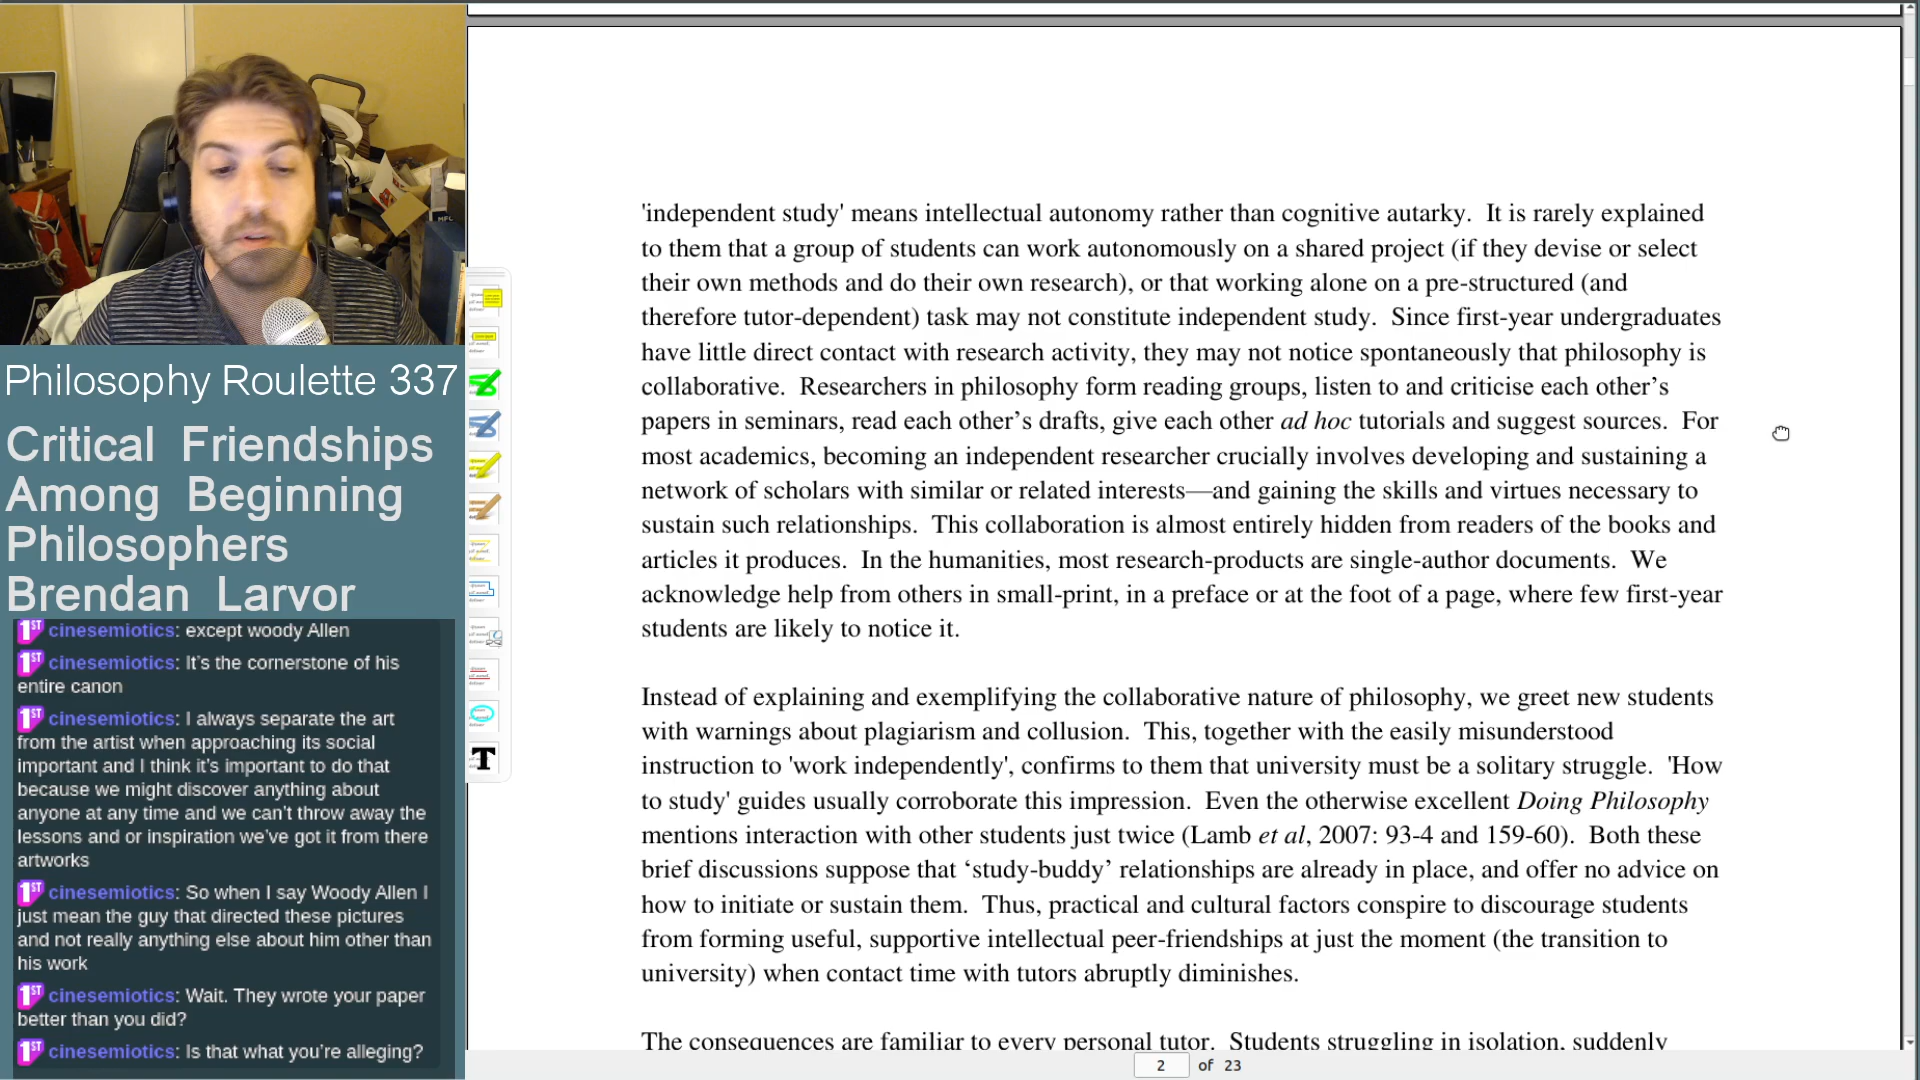 Philosophy Roulette 337
Critical Friendships
Among Beginning
Philosophers
Brendan Larvor
1ST cinesemiotics: except woody Allen
1ST cinesemiotics: It's the cornerstone of his
entire canon
1ST cinesemiotics: I always separate the art
from the artist when approaching its social
important and I think it's important to do that
because we might discover anything about
anyone at any time and we can't throw away the
lessons and or inspiration we've got it from there
artworks
1ST cinesemiotics: So when I say Woody Allen I
just mean the guy that directed these pictures
and not really anything else about him other than
his work
1ST cinesemiotics: Wait. They wrote your paper
better than you did?
1ST cinesemiotics: Is that what you're alleging?
T
'independent study' means intellectual autonomy rather than cognitive autarky. It is rarely explained
to them that a group of students can work autonomously on a shared project (if they devise or select
their own methods and do their own research), or that working alone on a pre-structured (and
therefore tutor-dependent) task may not constitute independent study. Since first-year undergraduates
have little direct contact with research activity, they may not notice spontaneously that philosophy is
collaborative. Researchers in philosophy form reading groups, listen to and criticise each other's
papers in seminars, read each other's drafts, give each other ad hoc tutorials and suggest sources. For
most academics, becoming an independent researcher crucially involves developing and sustaining a
network of scholars with similar or related interests—and gaining the skills and virtues necessary to
sustain such relationships. This collaboration is almost entirely hidden from readers of the books and
articles it produces. In the humanities, most research-products are single-author documents. We
acknowledge help from others in small-print, in a preface or at the foot of a page, where few first-year
students are likely to notice it.
Instead of explaining and exemplifying the collaborative nature of philosophy, we greet new students
with warnings about plagiarism and collusion. This, together with the easily misunderstood
instruction to 'work independently', confirms to them that university must be a solitary struggle. 'How
to study' guides usually corroborate this impression. Even the otherwise excellent Doing Philosophy
mentions interaction with other students just twice (Lamb et al, 2007: 93-4 and 159-60). Both these
brief discussions suppose that ‘study-buddy’ relationships are already in place, and offer no advice on
how to initiate or sustain them. Thus, practical and cultural factors conspire to discourage students
from forming useful, supportive intellectual peer-friendships at just the moment (the transition to
university) when contact time with tutors abruptly diminishes.
The consequences are familiar to every personal tutor. Students struggling in isolation, suddenly
2 of 23